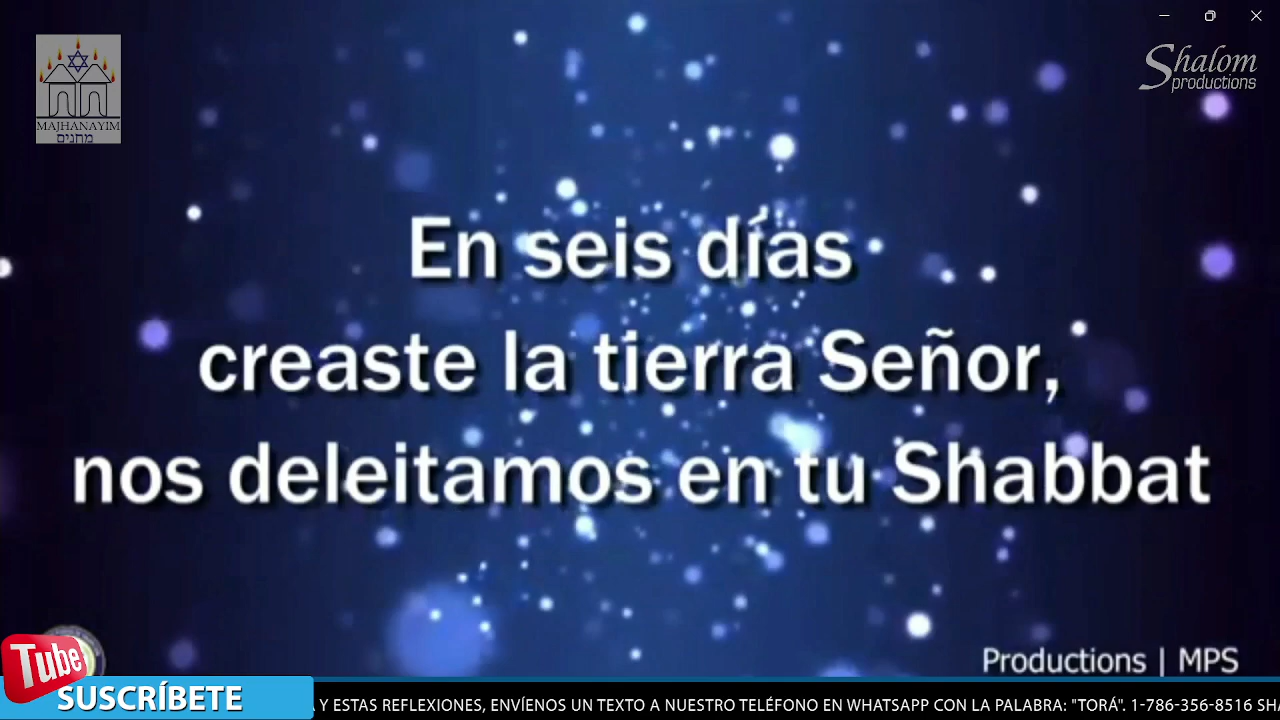 Shalom
productions
MAJHANAYIM
מחנים
En seis días
creaste la tierra Señor,
nos deleitamos en tu Shabbat
Productions | MPS
Tube
SUSCRÍBETE
Y ESTAS REFLEXIONES, ENVÍENOS UN TEXTO A NUESTRO TELÉFONO EN WHATSAPP CON LA PALABRA: "TORÁ". 1-786-356-8516